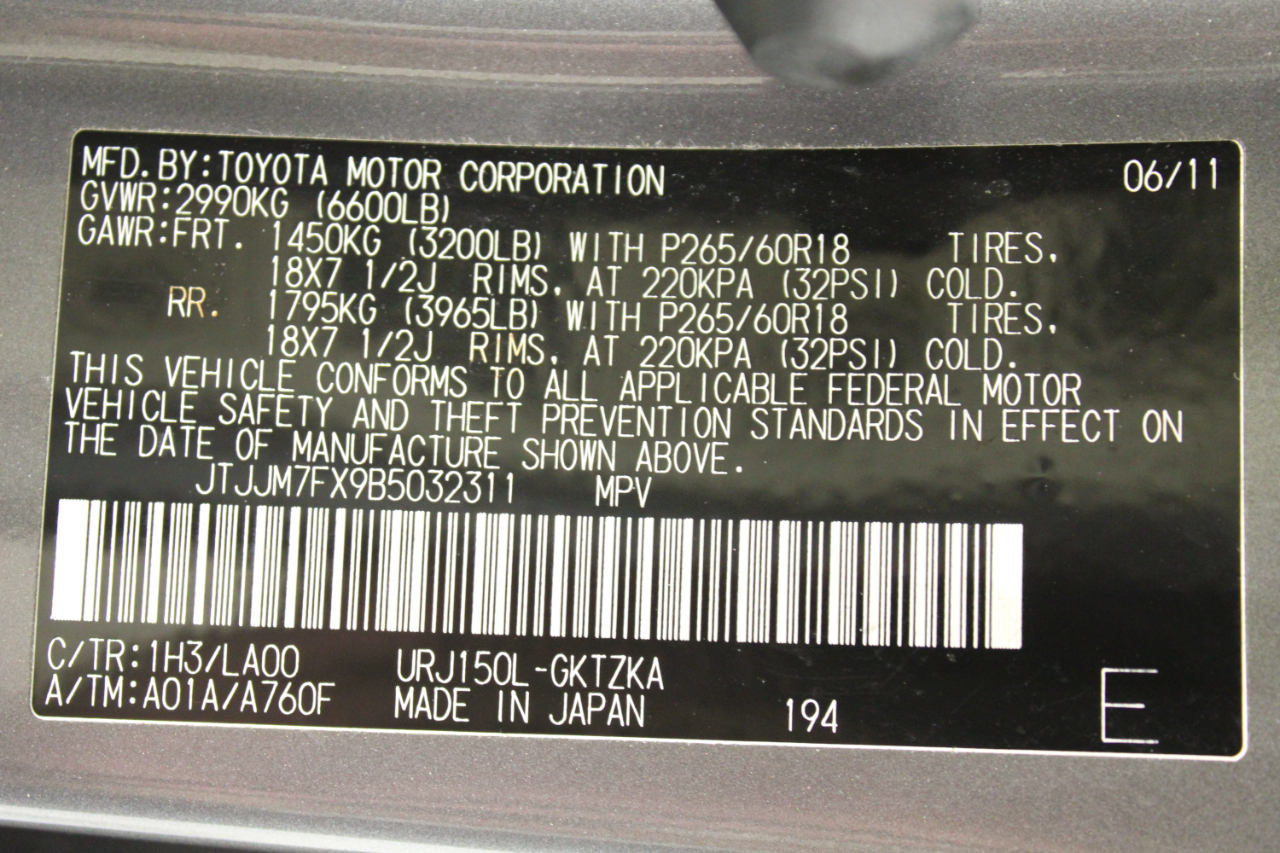 MFD. BY:TOYOTA MOTOR CORPORATION 06/11
GVWR:2990KG (6600LB)
GAWR:FRT. 1450KG (3200LB) WITH P265/60R18 TIRES,
18X7 1/2J RIMS, AT 220KPA (32PSI) COLD.
RR. 1795KG (3965LB) WITH P265/60R18 TIRES,
18X7 1/2J RIMS, AT 220KPA (32PSI) COLD.
THIS VEHICLE CONFORMS TO ALL APPLICABLE FEDERAL MOTOR
VEHICLE SAFETY AND THEFT PREVENTION STANDARDS IN EFFECT ON
THE DATE OF MANUFACTURE SHOWN ABOVE.
JTJJM7FX9B5032311 MPV
C/TR:1H3/LA00 URJ150L-GKTZKA
A/TM:A01A/A760F MADE IN JAPAN 194 E